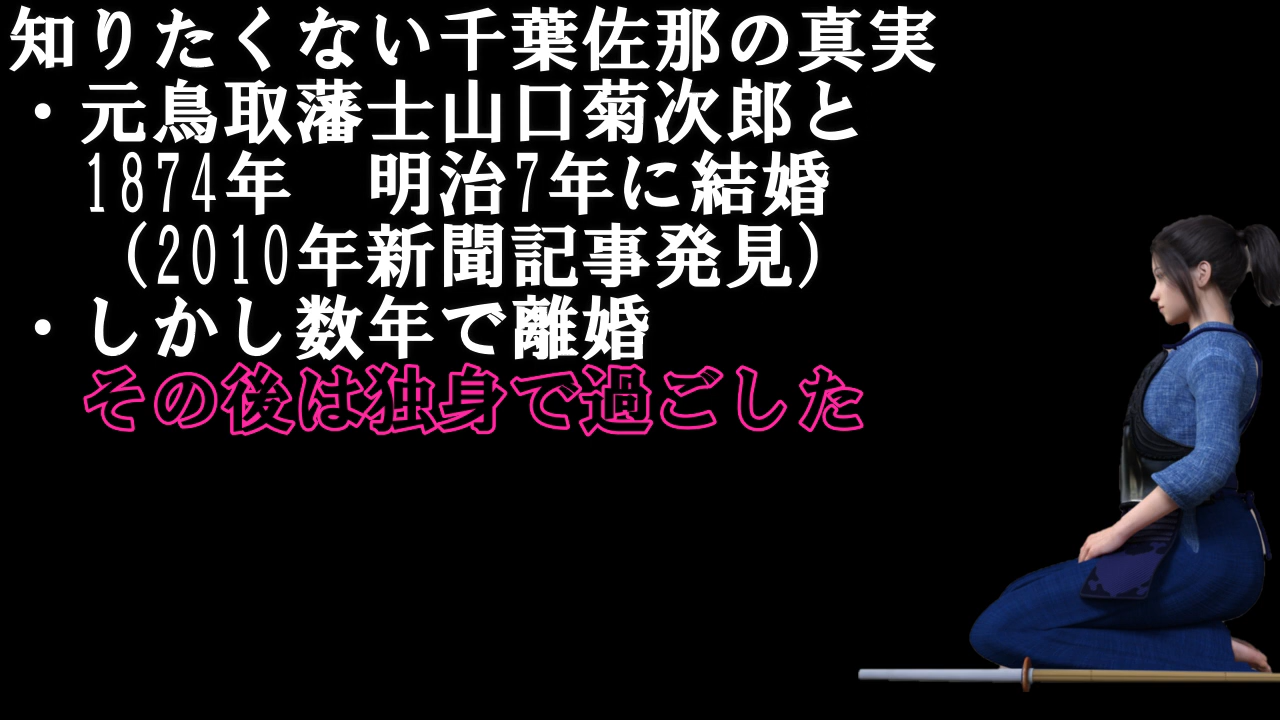 知りたくない千葉佐那の真実
・元鳥取藩士山口菊次郎と
1874年　明治7年に結婚
（2010年新聞記事発見）
・しかし数年で離婚
その後は独身で過ごした